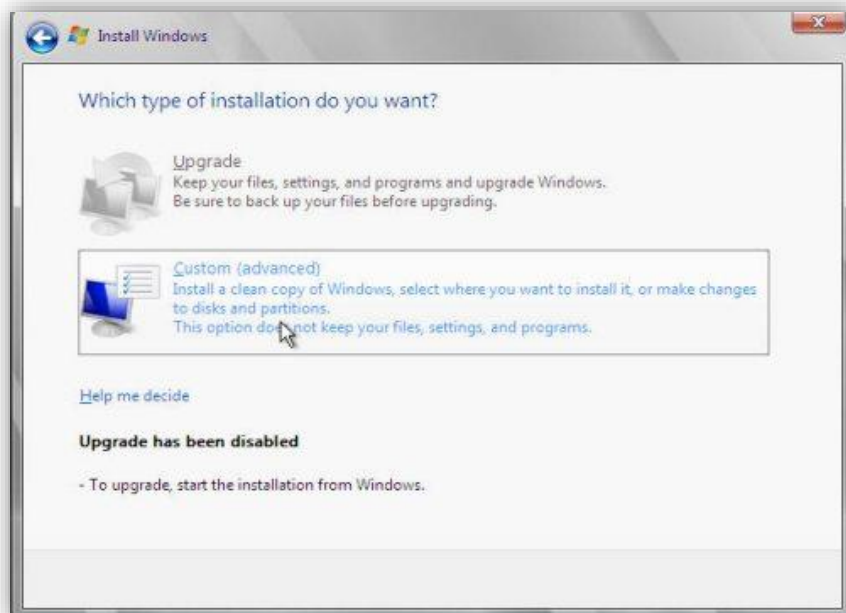 Install Windows
Which type of installation do you want?
Upgrade
Keep your files, settings, and programs and upgrade Windows.
Be sure to back up your files before upgrading.
Custom (advanced)
Install a clean copy of Windows, select where you want to install it, or make changes
to disks and partitions.
This option does not keep your files, settings, and programs.
Help me decide
Upgrade has been disabled
- To upgrade, start the installation from Windows.